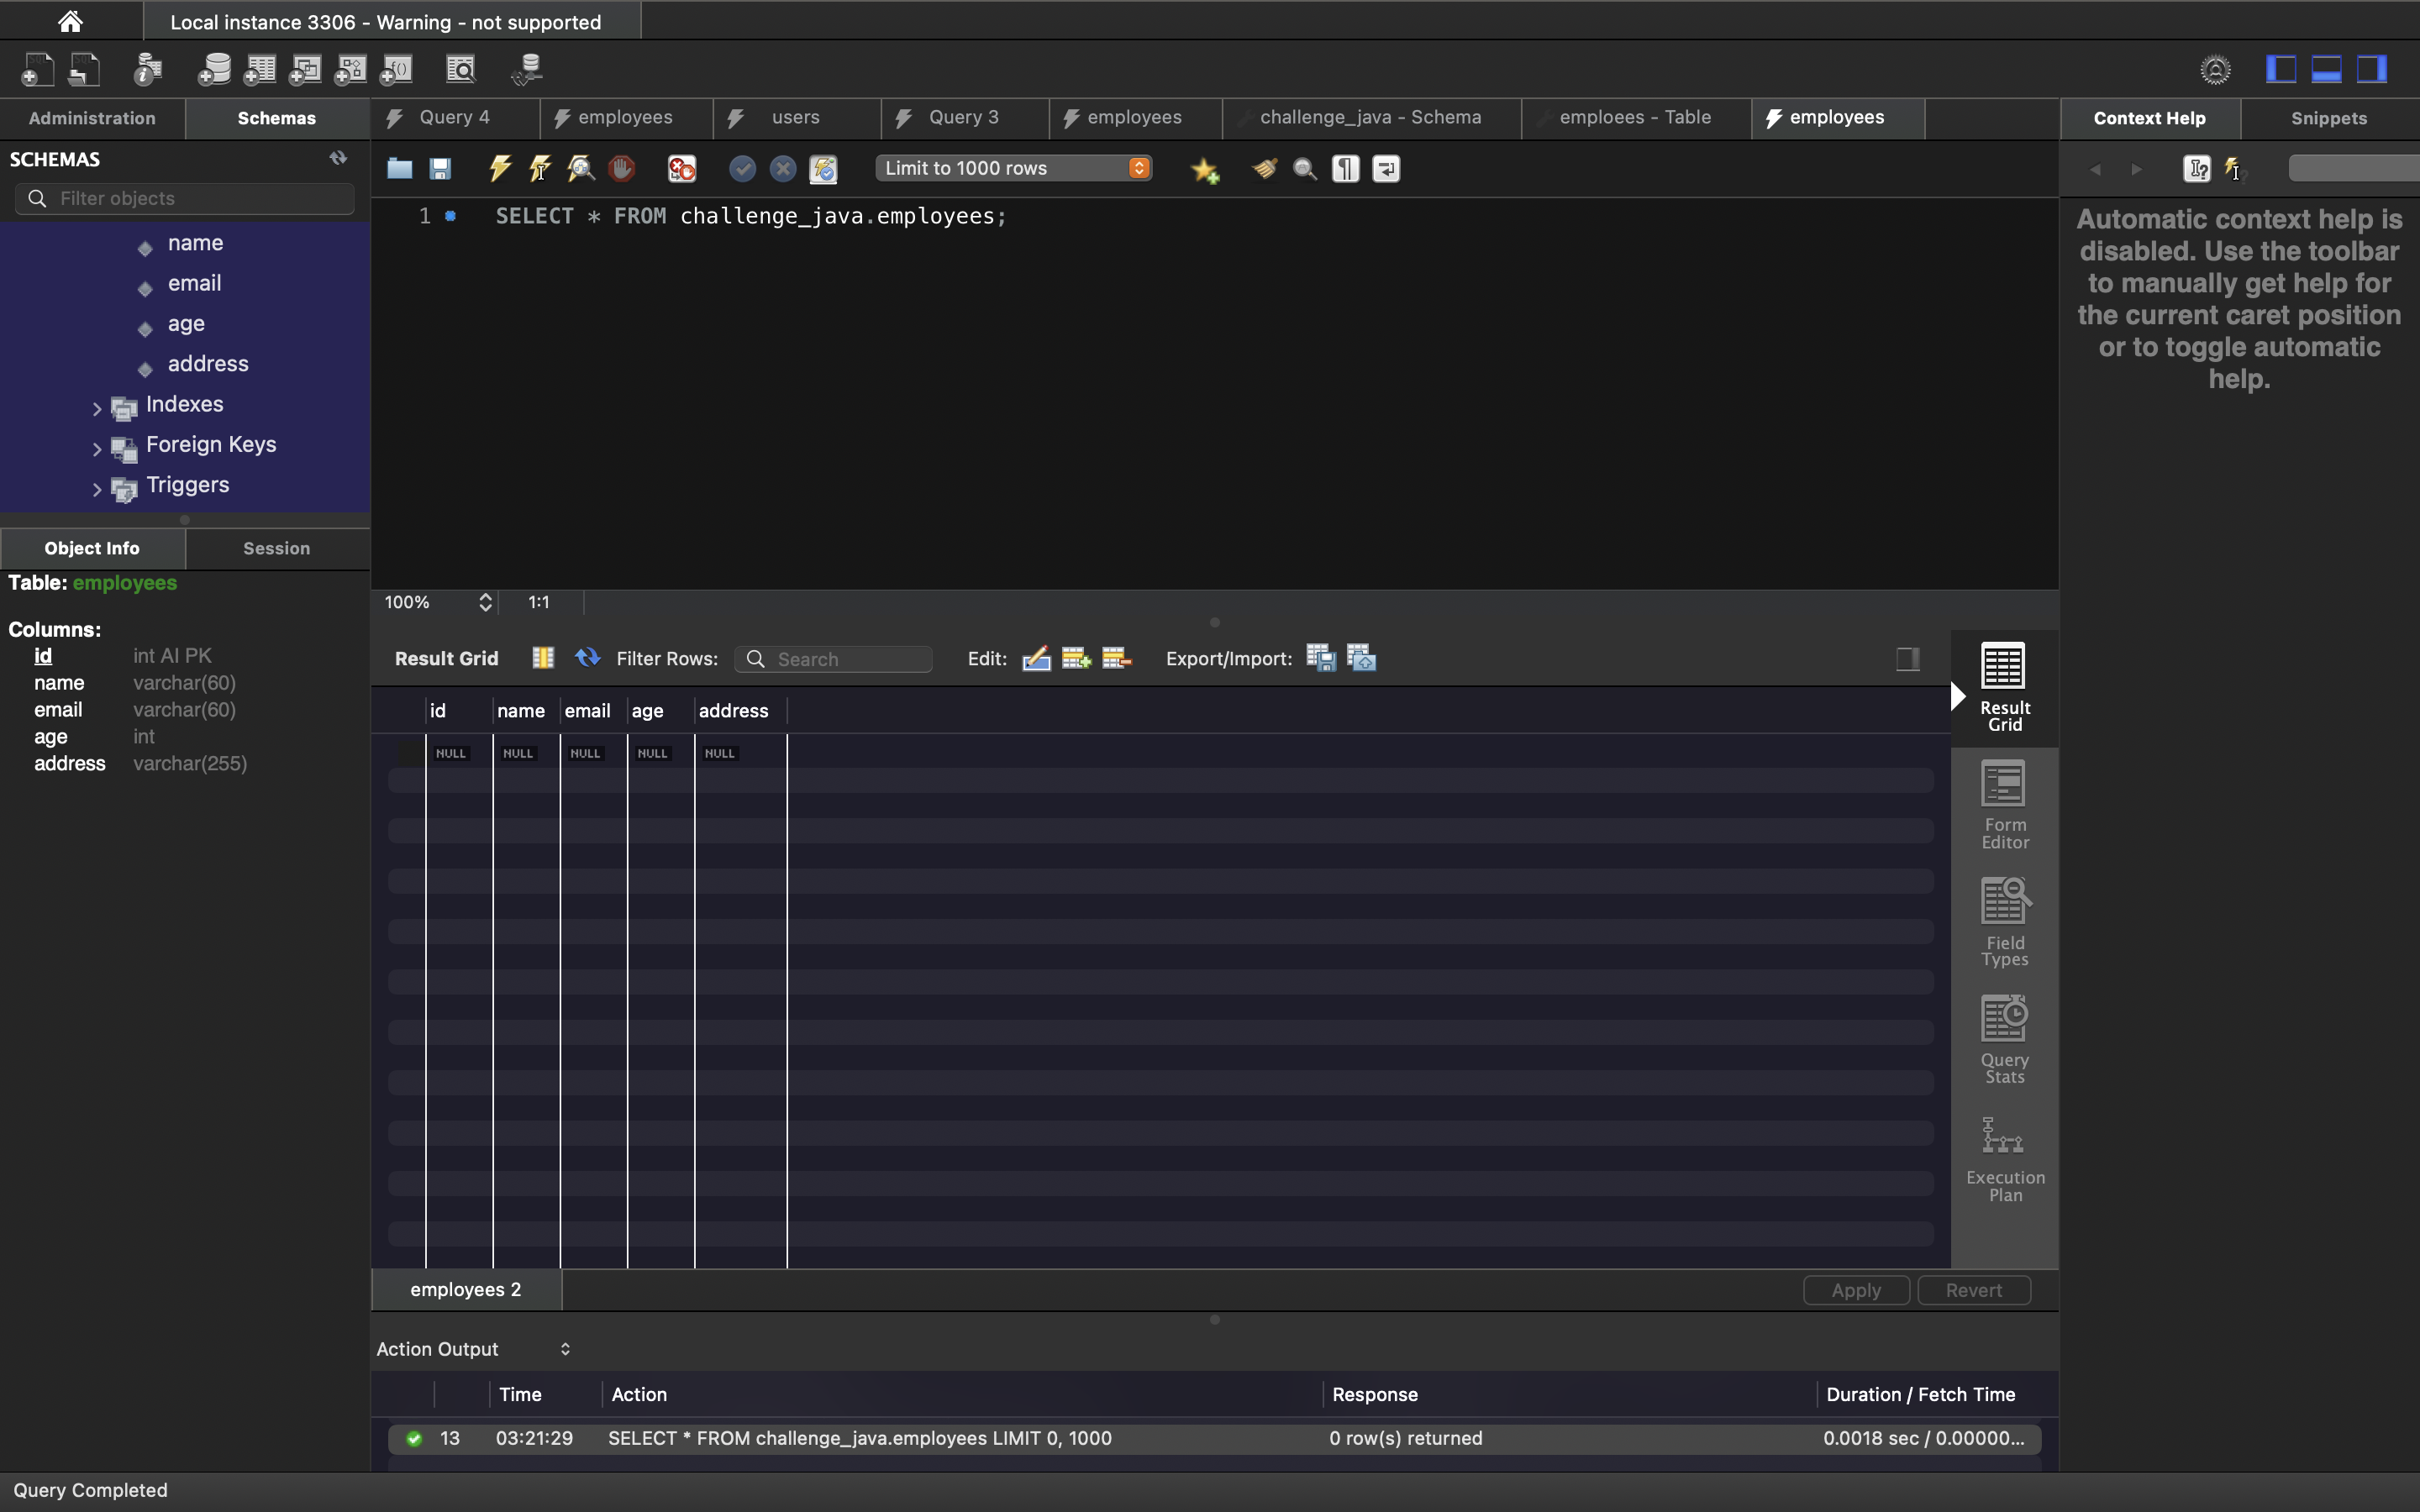 Local instance 3306 - Warning - not supported
Administration
Schemas
Query 4
employees
users
Query 3
employees
challenge_java - Schema
emploees - Table
employees
Context Help
Snippets
SCHEMAS
Filter objects
Limit to 1000 rows
name
email
age
address
Indexes
Foreign Keys
Triggers
1 SELECT * FROM challenge_java.employees;
Automatic context help is
disabled. Use the toolbar
to manually get help for
the current caret position
or to toggle automatic
help.
Object Info
Session
Table: employees
Columns:
id int AI PK
name varchar(60)
email varchar(60)
age int
address varchar(255)
100% 1:1
Result Grid
Filter Rows:
Search
Edit:
Export/Import:
id name email age address
NULL NULL NULL NULL NULL
Result
Grid
Form
Editor
Field
Types
Query
Stats
Execution
Plan
employees 2
Apply
Revert
Action Output
Time Action Response Duration / Fetch Time
13 03:21:29 SELECT * FROM challenge_java.employees LIMIT 0, 1000 0 row(s) returned 0.0018 sec / 0.00000...
Query Completed